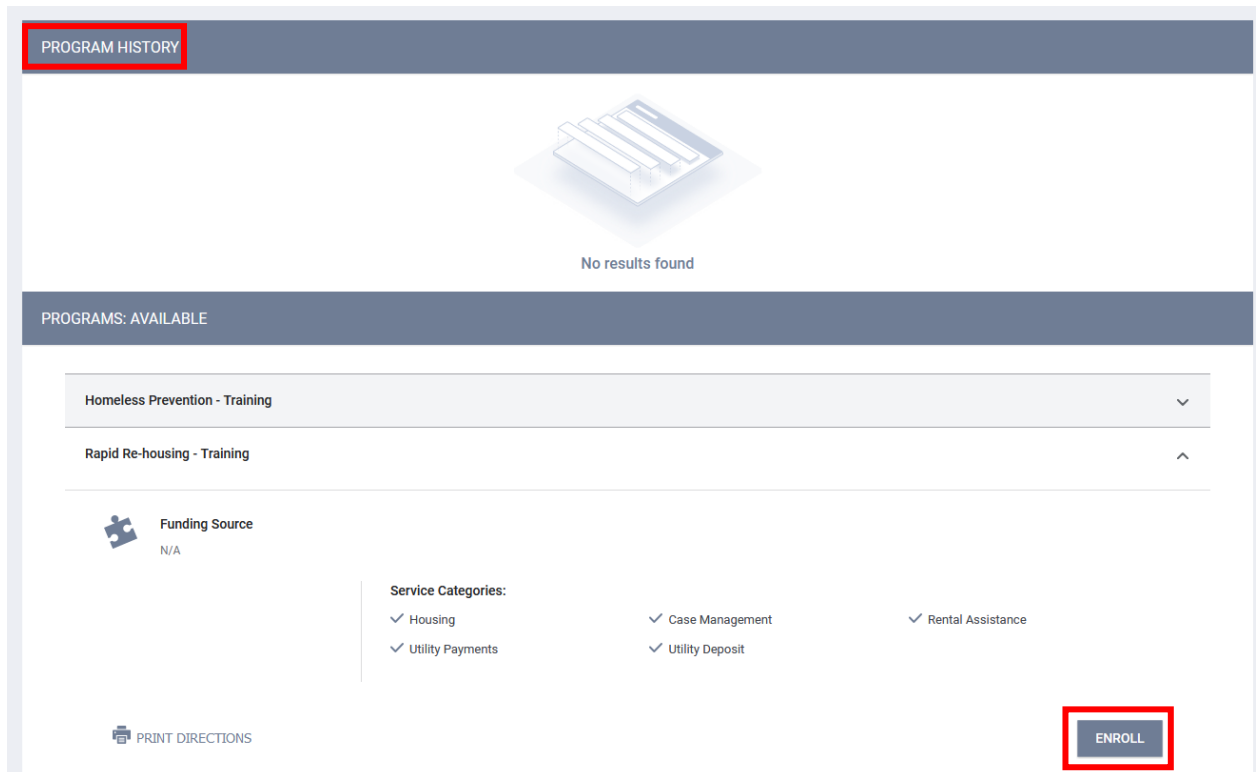 PROGRAM HISTORY
No results found
PROGRAMS: AVAILABLE
Homeless Prevention - Training
Rapid Re-housing - Training
Funding Source
N/A
Service Categories:
Housing Case Management Rental Assistance
Utility Payments Utility Deposit
PRINT DIRECTIONS ENROLL